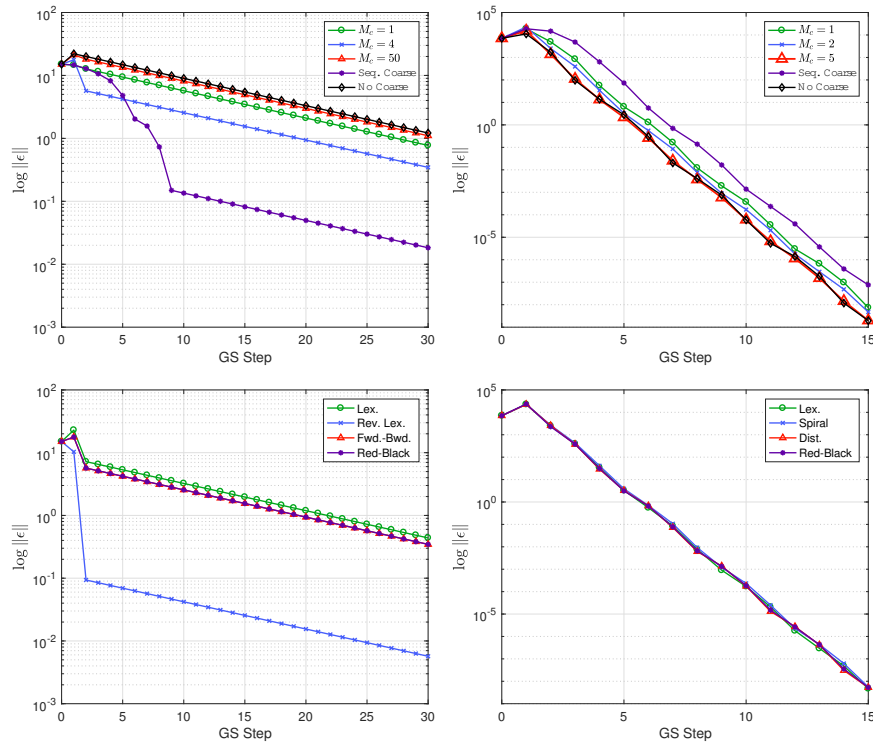 10^2
10^1
10^0
10^-1
10^-2
10^-3
log ||ϵ||
0 5 10 15 20 25 30
GS Step
M_c = 1
M_c = 4
M_c = 50
Seq. Coarse
No Coarse
10^5
10^0
10^-5
log ||ϵ||
0 5 10 15
GS Step
M_c = 1
M_c = 2
M_c = 5
Seq. Coarse
No Coarse
10^2
10^1
10^0
10^-1
10^-2
10^-3
log ||ϵ||
0 5 10 15 20 25 30
GS Step
Lex.
Rev. Lex.
Fwd.-Bwd.
Red-Black
10^5
10^0
10^-5
log ||ϵ||
0 5 10 15
GS Step
Lex.
Spiral
Dist.
Red-Black